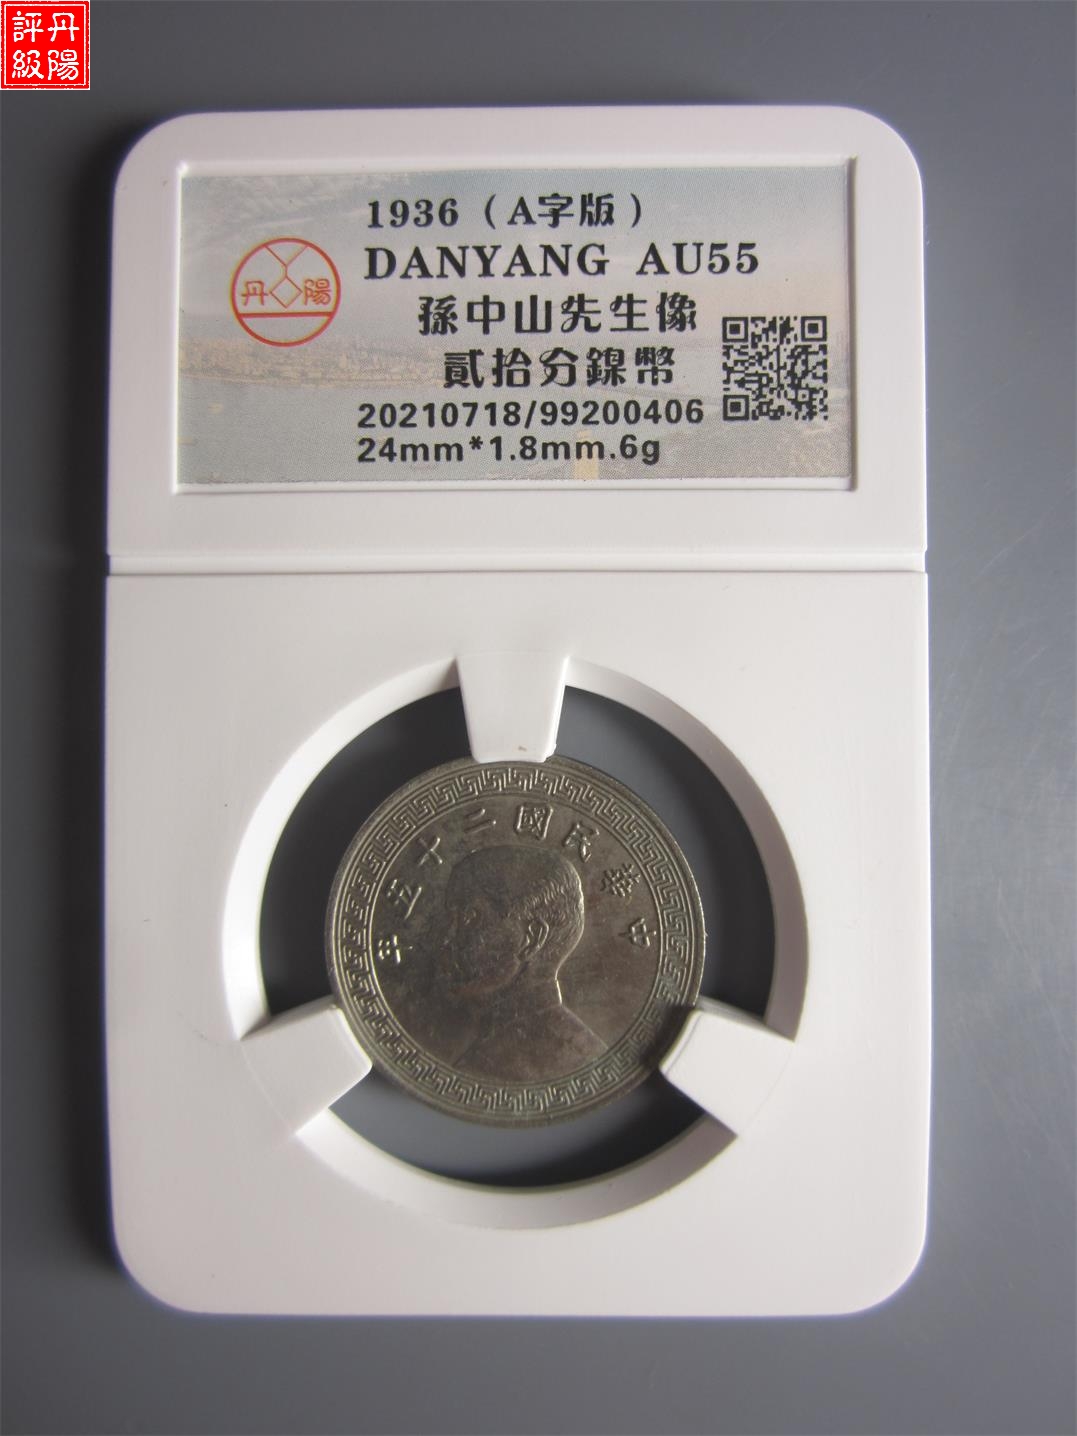 丹陽
評級
1936（A字版）
DANYANG AU55
丹 陽
孫中山先生像
貳拾分鎳幣
20210718/99200406
24mm*1.8mm.6g
中華民國二十五年